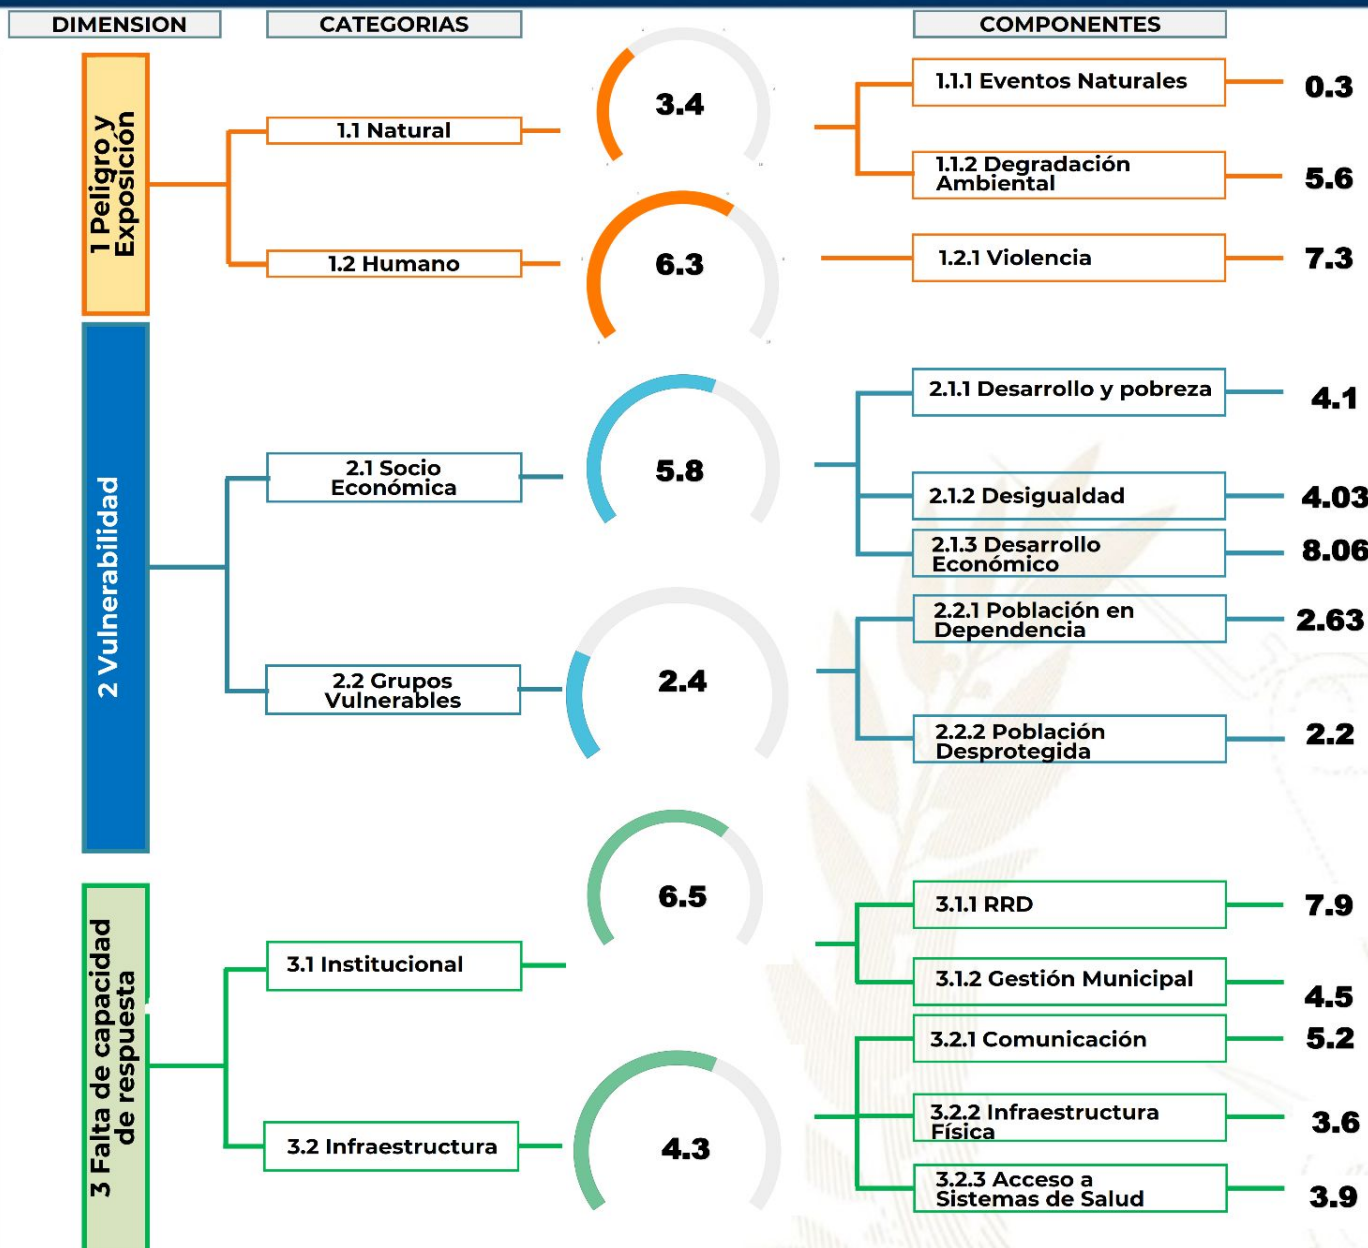 DIMENSION
CATEGORIAS
COMPONENTES
1 Peligro y
Exposición
1.1 Natural
3.4
1.1.1 Eventos Naturales
0.3
1.1.2 Degradación
Ambiental
5.6
1.2 Humano
6.3
1.2.1 Violencia
7.3
2 Vulnerabilidad
2.1 Socio
Económica
5.8
2.1.1 Desarrollo y pobreza
4.1
2.1.2 Desigualdad
4.03
2.1.3 Desarrollo
Económico
8.06
2.2 Grupos
Vulnerables
2.4
2.2.1 Población en
Dependencia
2.63
2.2.2 Población
Desprotegida
2.2
3 Falta de capacidad
de respuesta
3.1 Institucional
6.5
3.1.1 RRD
7.9
3.1.2 Gestión Municipal
4.5
3.2 Infraestructura
4.3
3.2.1 Comunicación
5.2
3.2.2 Infraestructura
Física
3.6
3.2.3 Acceso a
Sistemas de Salud
3.9